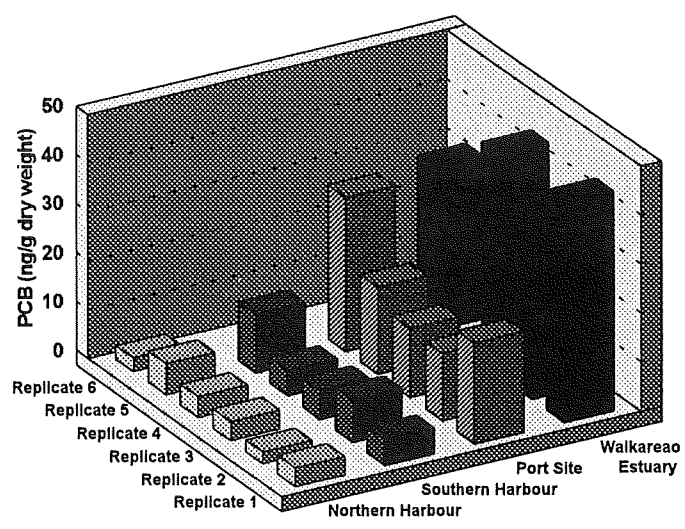 PCB (ng/g dry weight)
50
40
30
20
10
0
Replicate 6
Replicate 5
Replicate 4
Replicate 3
Replicate 2
Replicate 1
Northern Harbour
Southern Harbour
Port Site
Waikareao
Estuary